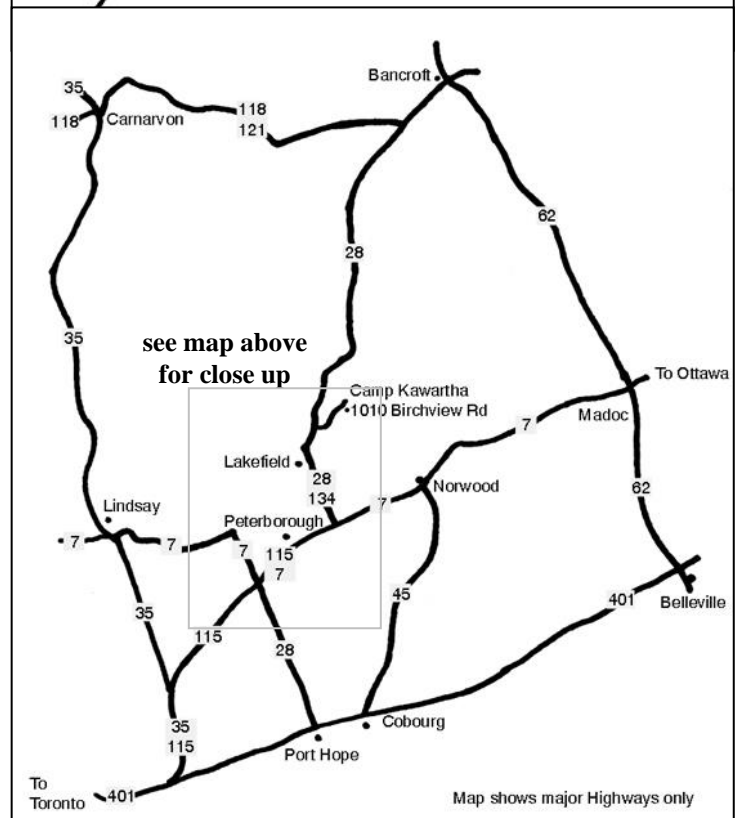 Bancroft
35
118
Carnarvon
118
121
62
28
35
see map above
for close up
To Ottawa
Camp Kawartha
1010 Birchview Rd
Madoc
7
Lakefield
28
134
7
Norwood
62
Lindsay
Peterborough
7
7
7
115
7
35
45
401
Belleville
115
28
35
115
Cobourg
Port Hope
To
Toronto
401
Map shows major Highways only